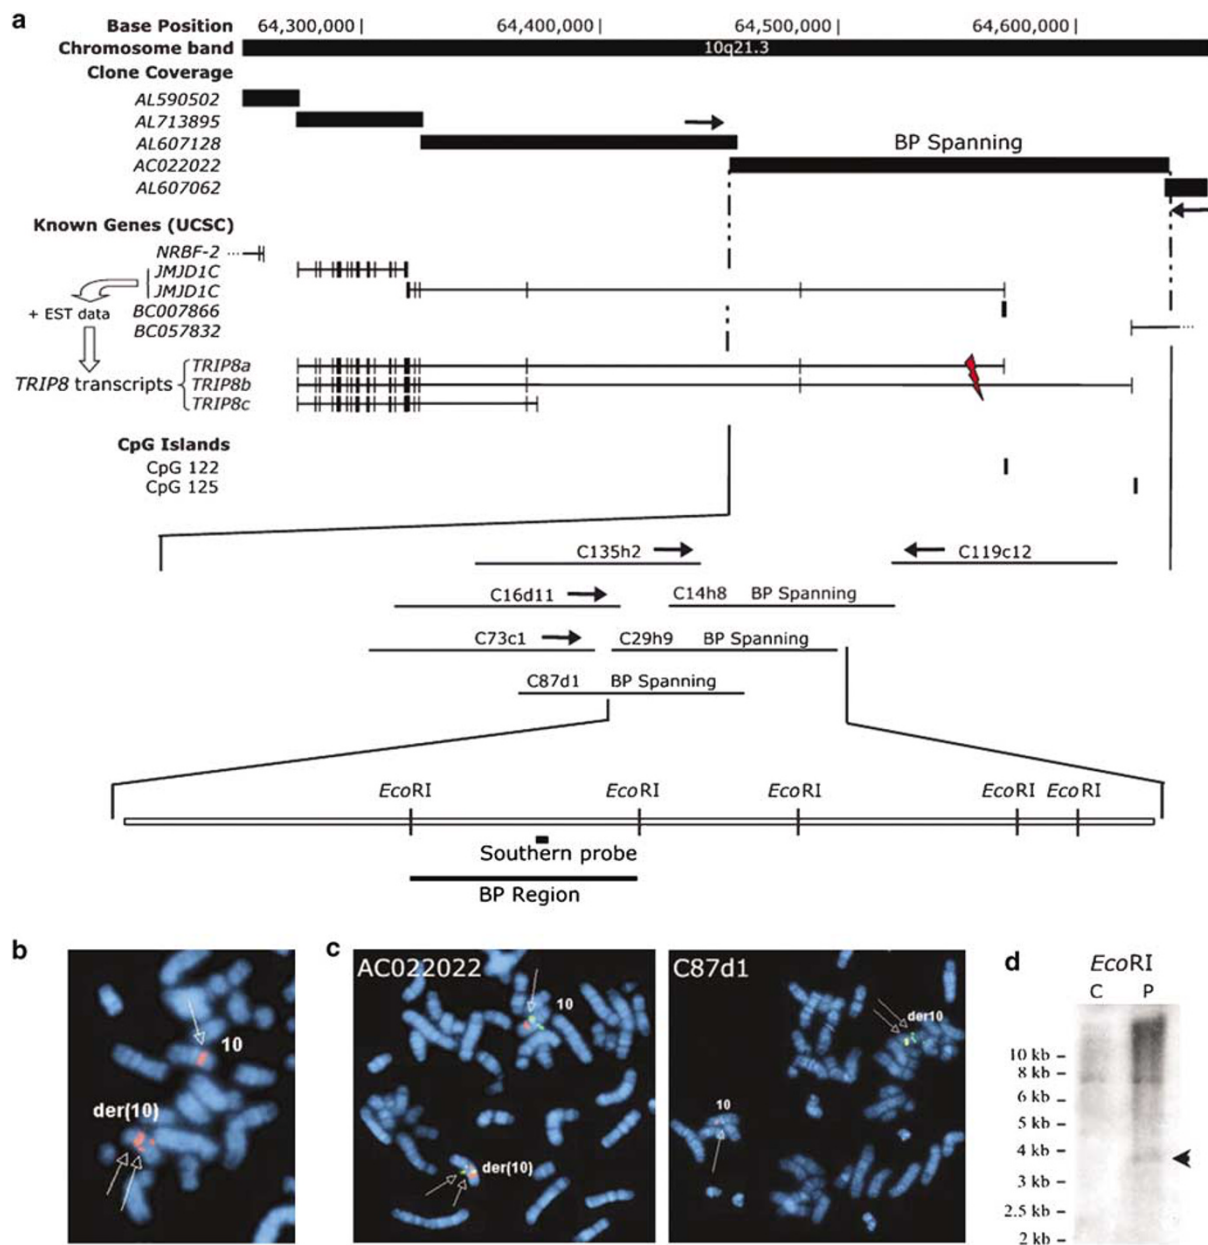 a
Base Position 64,300,000 64,400,000 64,500,000 64,600,000
Chromosome band 10q21.3
Clone Coverage
AL590502
AL713895
AL607128
AC022022 BP Spanning
AL607062
Known Genes (UCSC)
NRBF-2
JMJD1C
JMJD1C
+ EST data
BC007866
BC057832
TRIP8 transcripts
TRIP8a
TRIP8b
TRIP8c
CpG Islands
CpG 122
CpG 125
C135h2 C119c12
C16d11 C14h8 BP Spanning
C73c1 C29h9 BP Spanning
C87d1 BP Spanning
EcoRI EcoRI EcoRI EcoRI EcoRI
Southern probe
BP Region
b
10
der(10)
c
AC022022
10
der(10)
C87d1
der10
10
d
EcoRI
C P
10 kb
8 kb
6 kb
5 kb
4 kb
3 kb
2.5 kb
2 kb